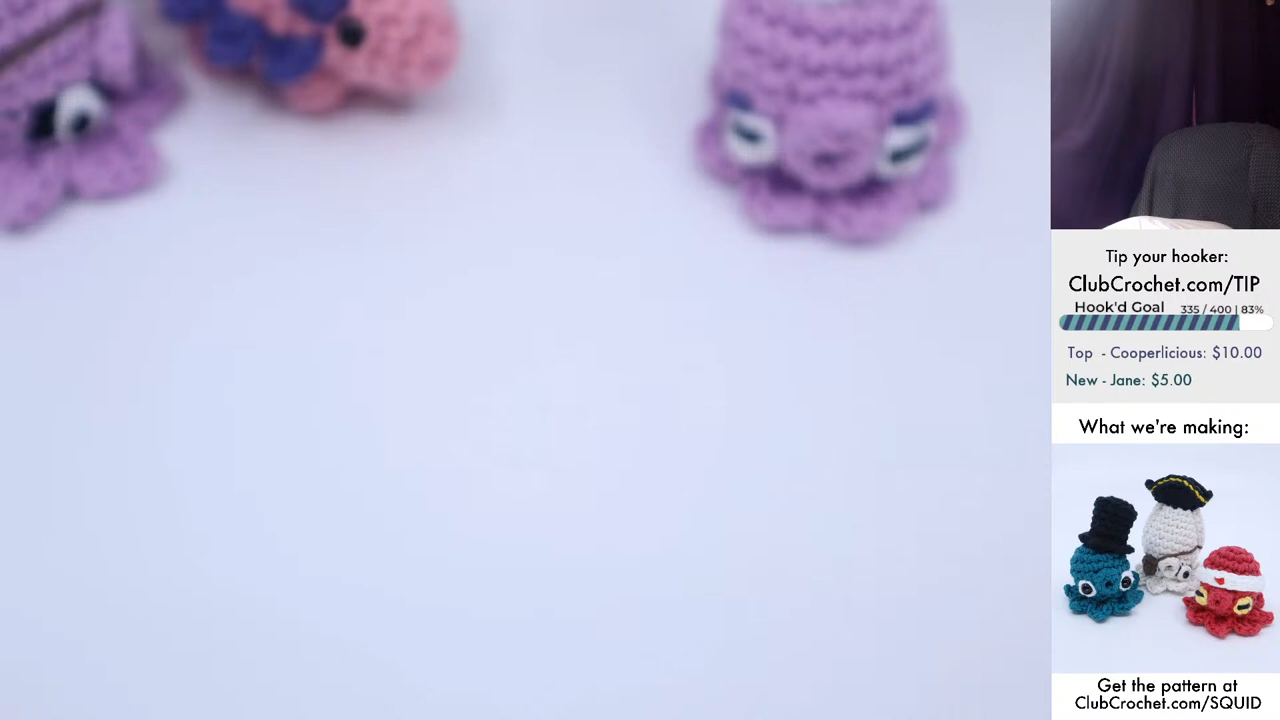 Tip your hooker:
ClubCrochet.com/TIP
Hook'd Goal 335 / 400 | 83%
Top - Cooperlicious: $10.00
New - Jane: $5.00
What we're making:
Get the pattern at
ClubCrochet.com/SQUID